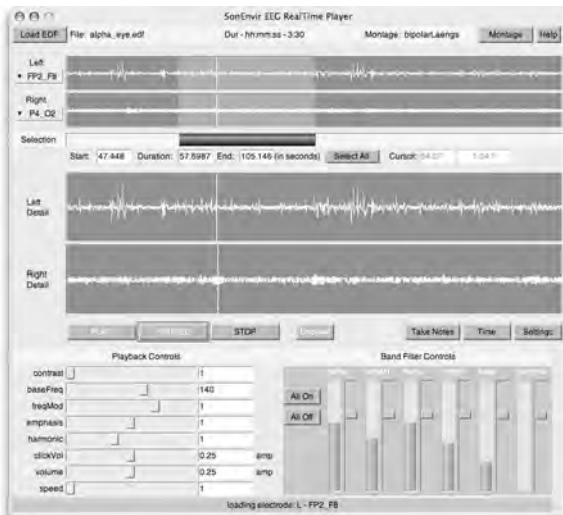 SonEnvir EEG RealTime Player
Load EDF File: alpha_eye.edf Dur - hh:mm:ss - 3:30 Montage: bipolarLaengs Montage Help
Left
FP2_F8
Right
P4_O2
Selection
Start: 47.448 Duration: 57.6987 End: 105.146 (in seconds) Select All Cursor:
Left
Detail
Right
Detail
PLAY STOP Take Notes Time Settings
Playback Controls Band Filter Controls
contrast 1
baseFreq 140
freqMod 1
emphasis 1
harmonic 1
clickVol 0.25 amp
volume 0.25 amp
speed 1
All On
All Off
loading electrode: L - FP2_F8